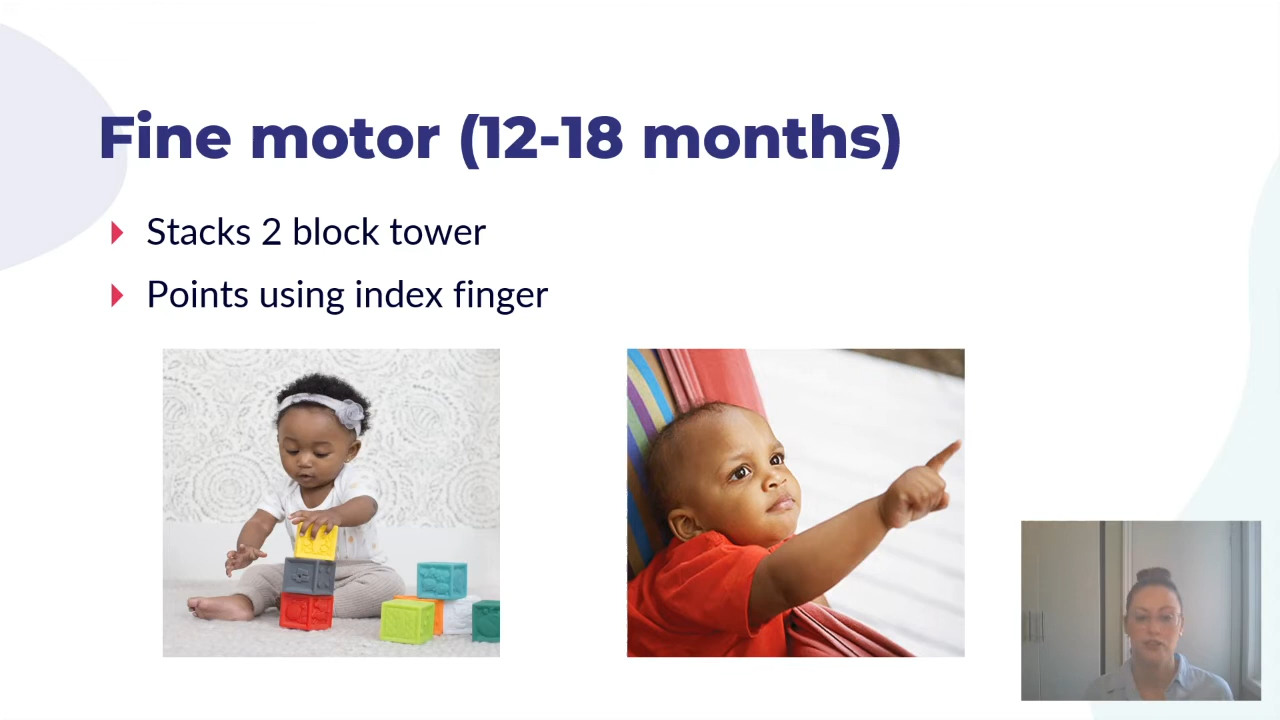 Fine motor (12-18 months)
Stacks 2 block tower
Points using index finger